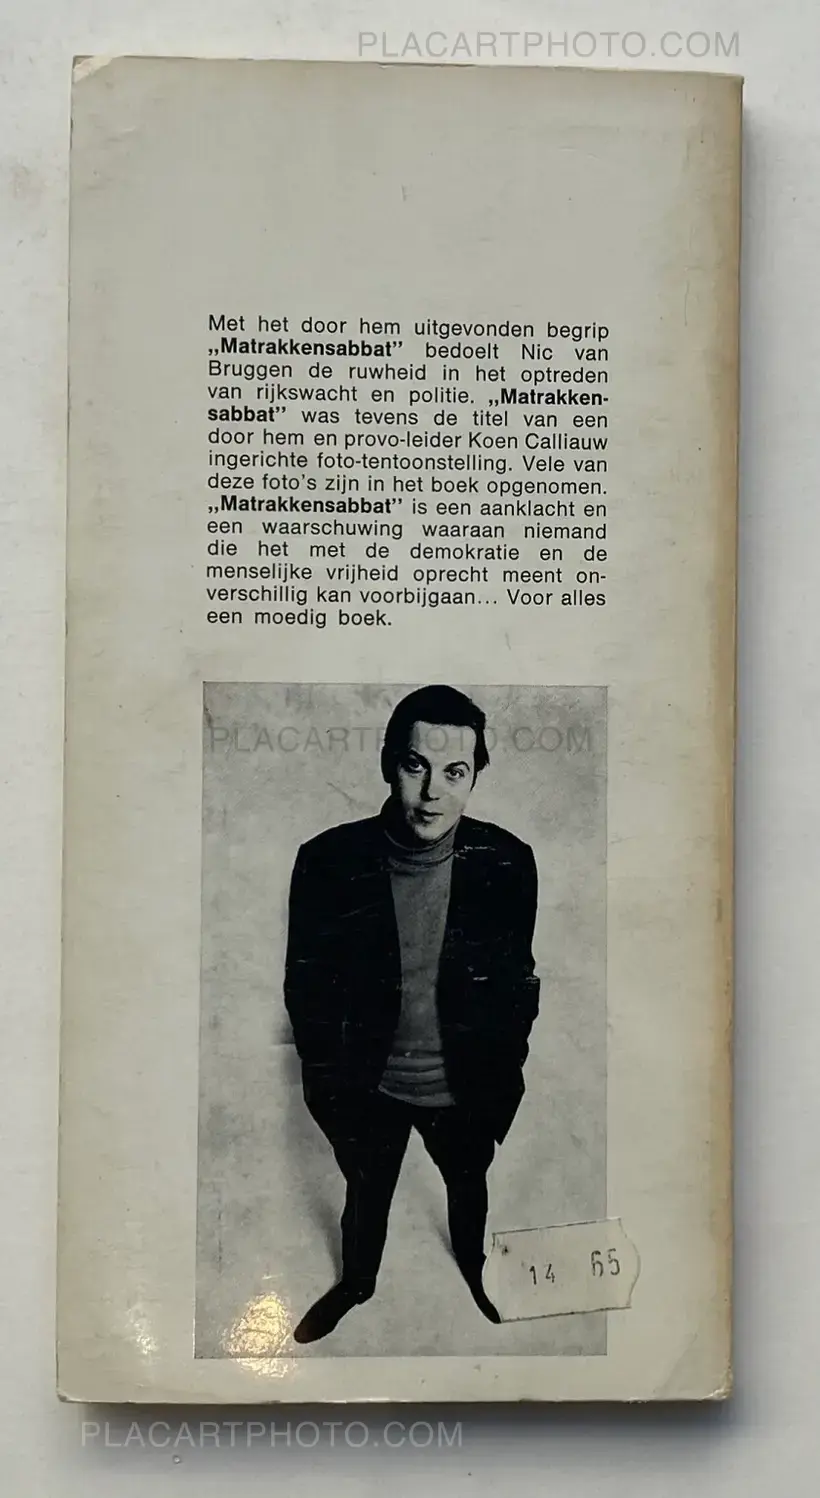 PLACARTPHOTO.COM
Met het door hem uitgevonden begrip
„Matrakkensabbat” bedoelt Nic van
Bruggen de ruwheid in het optreden
van rijkswacht en politie. „Matrakken-
sabbat” was tevens de titel van een
door hem en provo-leider Koen Calliauw
ingerichte foto-tentoonstelling. Vele van
deze foto's zijn in het boek opgenomen.
„Matrakkensabbat” is een aanklacht en
een waarschuwing waaraan niemand
die het met de demokratie en de
menselijke vrijheid oprecht meent on-
verschillig kan voorbijgaan... Voor alles
een moedig boek.
PLACARTPHOTO.COM
14 65
PLACARTPHOTO.COM